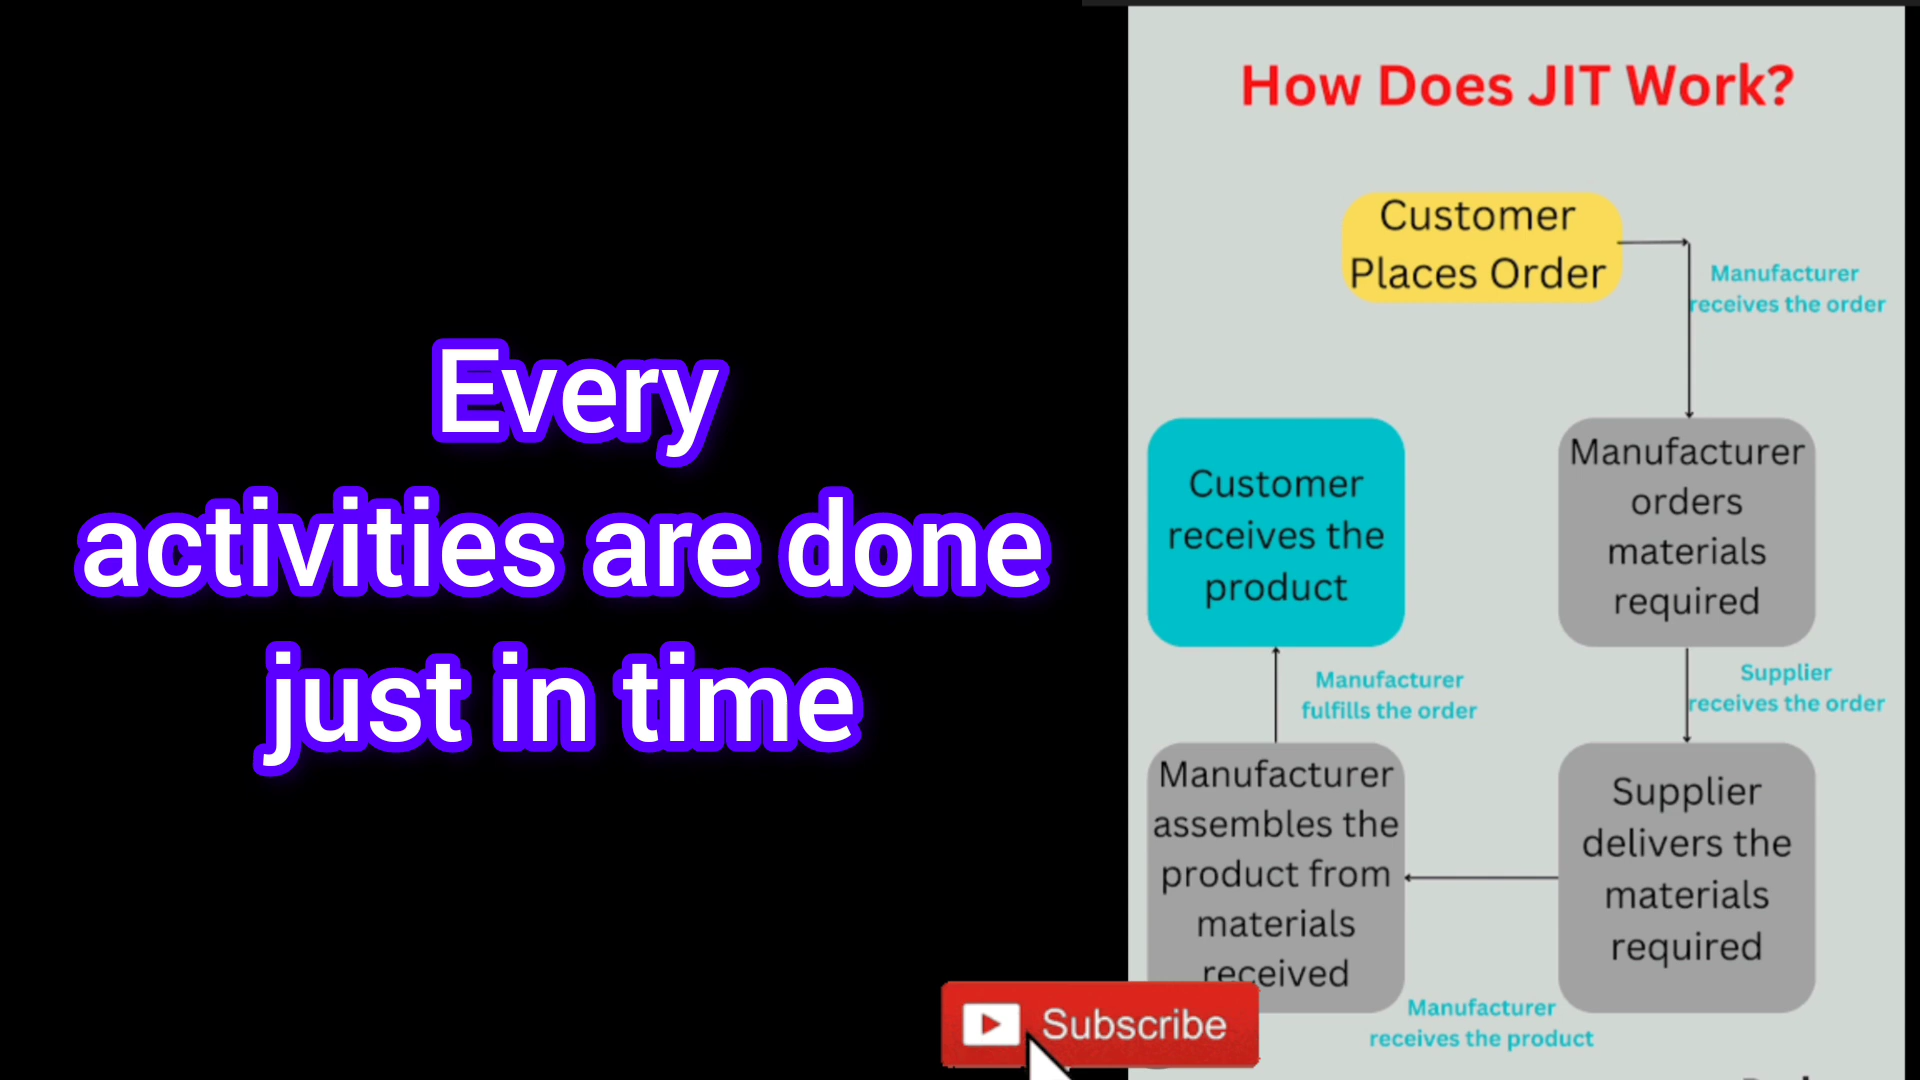 Every
activities are done
just in time
How Does JIT Work?
Customer
Places Order
Manufacturer
receives the order
Customer
receives the
product
Manufacturer
orders
materials
required
Manufacturer
fulfills the order
Supplier
receives the order
Manufacturer
assembles the
product from
materials
received
Supplier
delivers the
materials
required
Manufacturer
receives the product
Subscribe